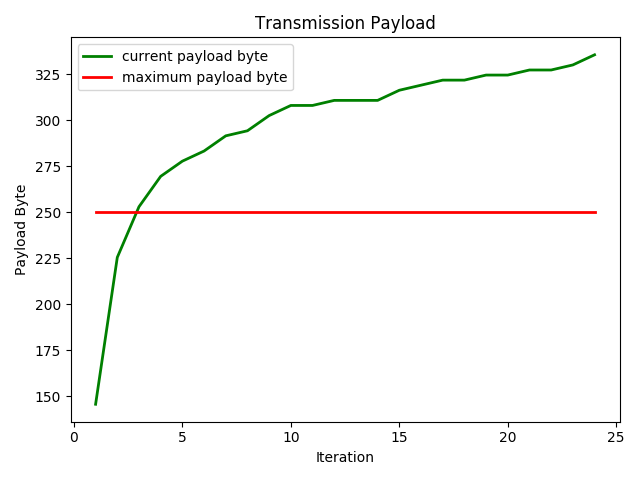 Transmission Payload
current payload byte
maximum payload byte
325
300
275
250
225
200
175
150
Payload Byte
0 5 10 15 20 25
Iteration